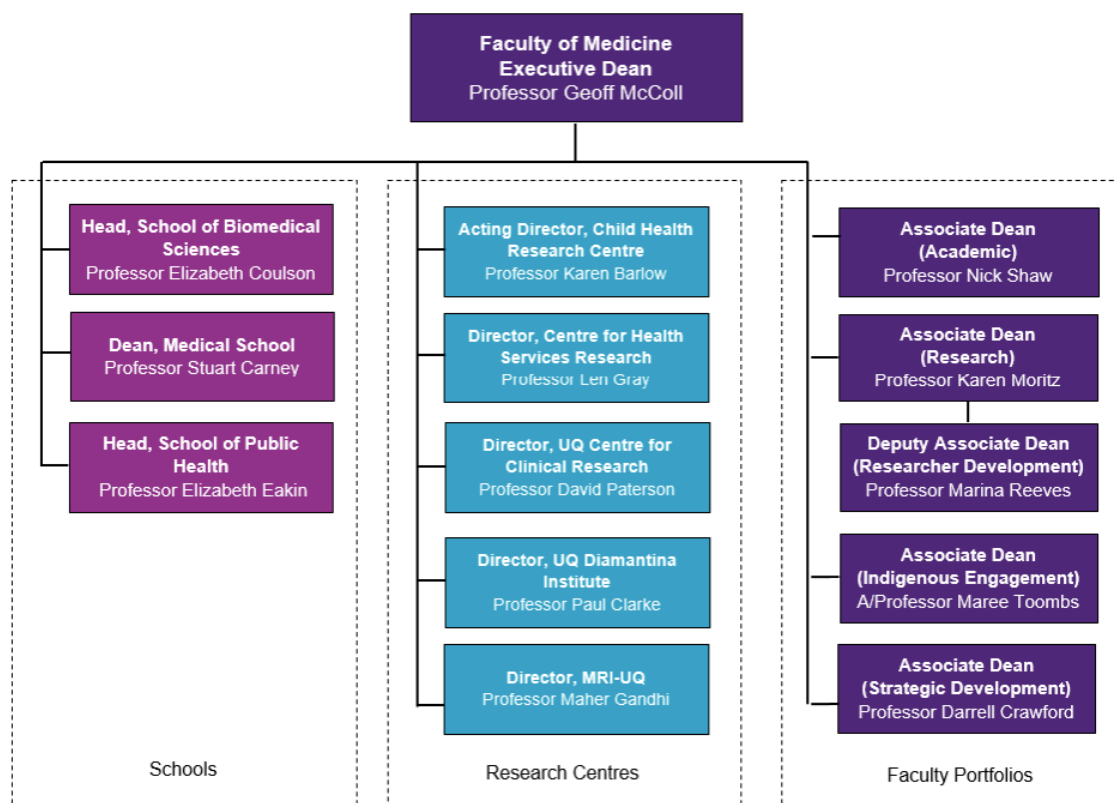 Faculty of Medicine
Executive Dean
Professor Geoff McColl
Head, School of Biomedical
Sciences
Professor Elizabeth Coulson
Dean, Medical School
Professor Stuart Carney
Head, School of Public
Health
Professor Elizabeth Eakin
Schools
Acting Director, Child Health
Research Centre
Professor Karen Barlow
Director, Centre for Health
Services Research
Professor Len Gray
Director, UQ Centre for
Clinical Research
Professor David Paterson
Director, UQ Diamantina
Institute
Professor Paul Clarke
Director, MRI-UQ
Professor Maher Gandhi
Research Centres
Associate Dean
(Academic)
Professor Nick Shaw
Associate Dean
(Research)
Professor Karen Moritz
Deputy Associate Dean
(Researcher Development)
Professor Marina Reeves
Associate Dean
(Indigenous Engagement)
A/Professor Maree Toombs
Associate Dean
(Strategic Development)
Professor Darrell Crawford
Faculty Portfolios